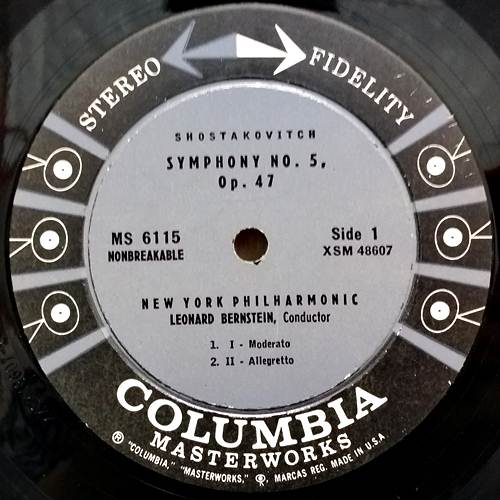 STEREO FIDELITY
SHOSTAKOVITCH
SYMPHONY NO. 5,
Op. 47
MS 6115
NONBREAKABLE
Side 1
XSM 48607
NEW YORK PHILHARMONIC
LEONARD BERNSTEIN, Conductor
1. I - Moderato
2. II - Allegretto
COLUMBIA
MASTERWORKS
® "COLUMBIA," "MASTERWORKS," MARCAS REG. MADE IN U.S.A